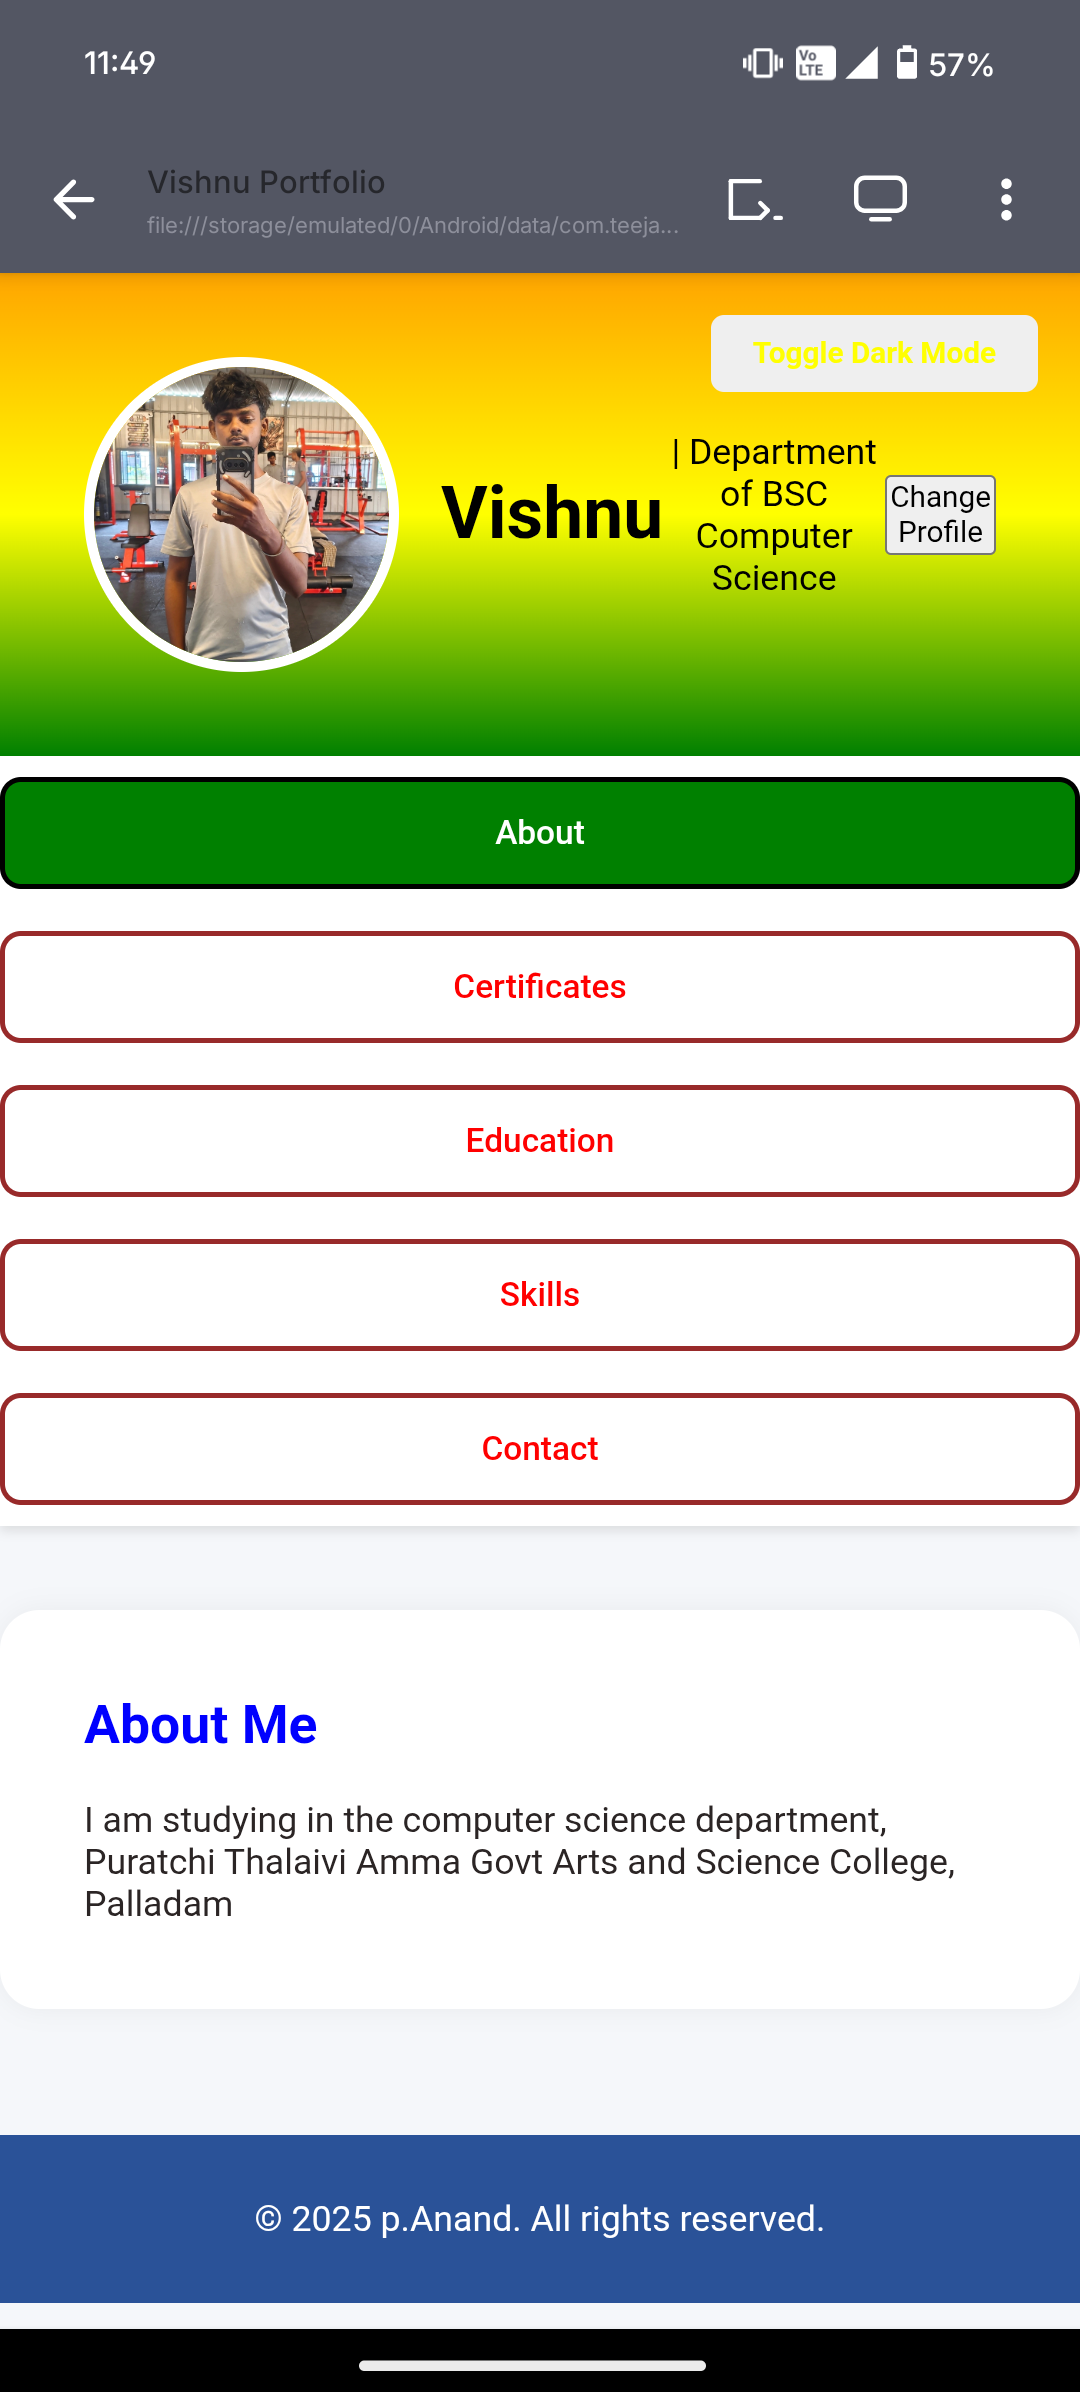 11:49
Vo
LTE
57%
Vishnu Portfolio
file:///storage/emulated/0/Android/data/com.teeja...
Toggle Dark Mode
Vishnu
| Department
of BSC
Computer
Science
Change
Profile
About
Certificates
Education
Skills
Contact
About Me
I am studying in the computer science department,
Puratchi Thalaivi Amma Govt Arts and Science College,
Palladam
© 2025 p.Anand. All rights reserved.